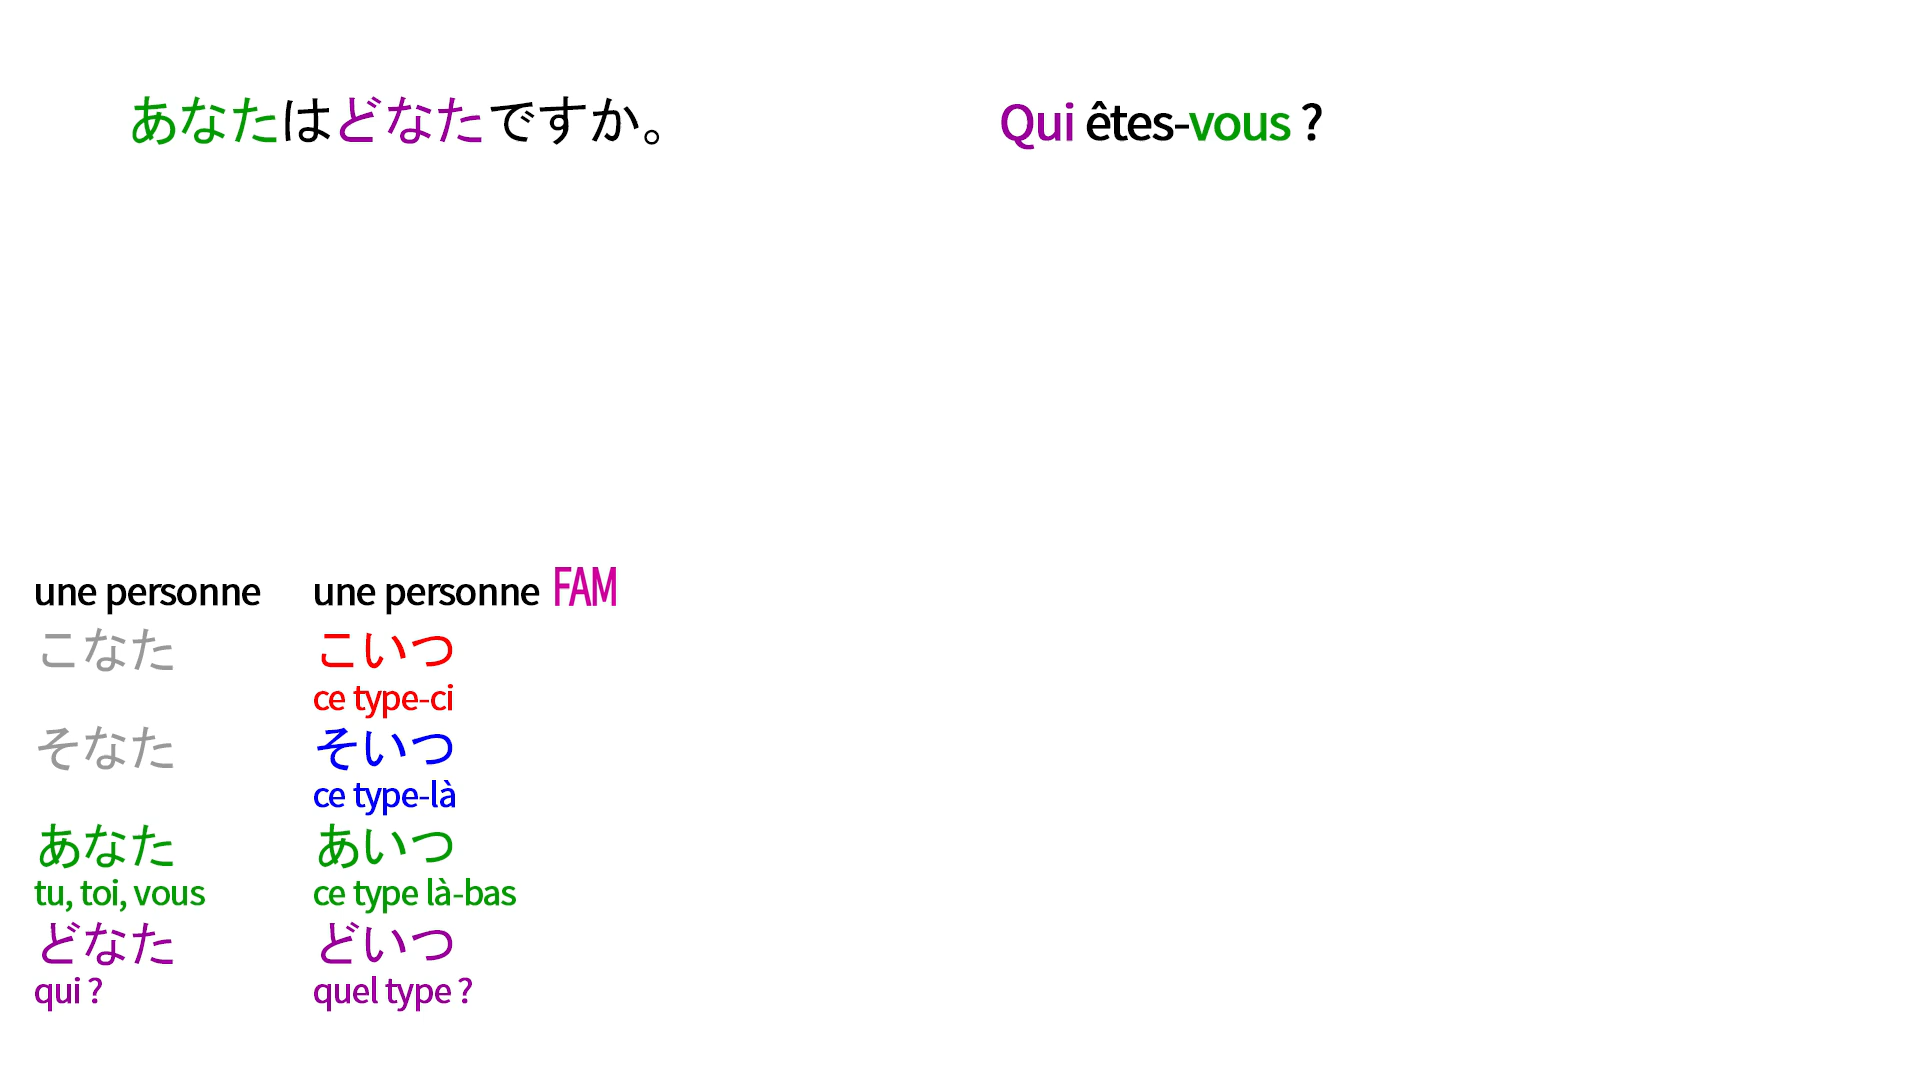 あなたはどなたですか。
Qui êtes-vous ?
une personne
こなた
そなた
あなた
tu, toi, vous
どなた
qui ?
une personne FAM
こいつ
ce type-ci
そいつ
ce type-là
あいつ
ce type là-bas
どいつ
quel type ?